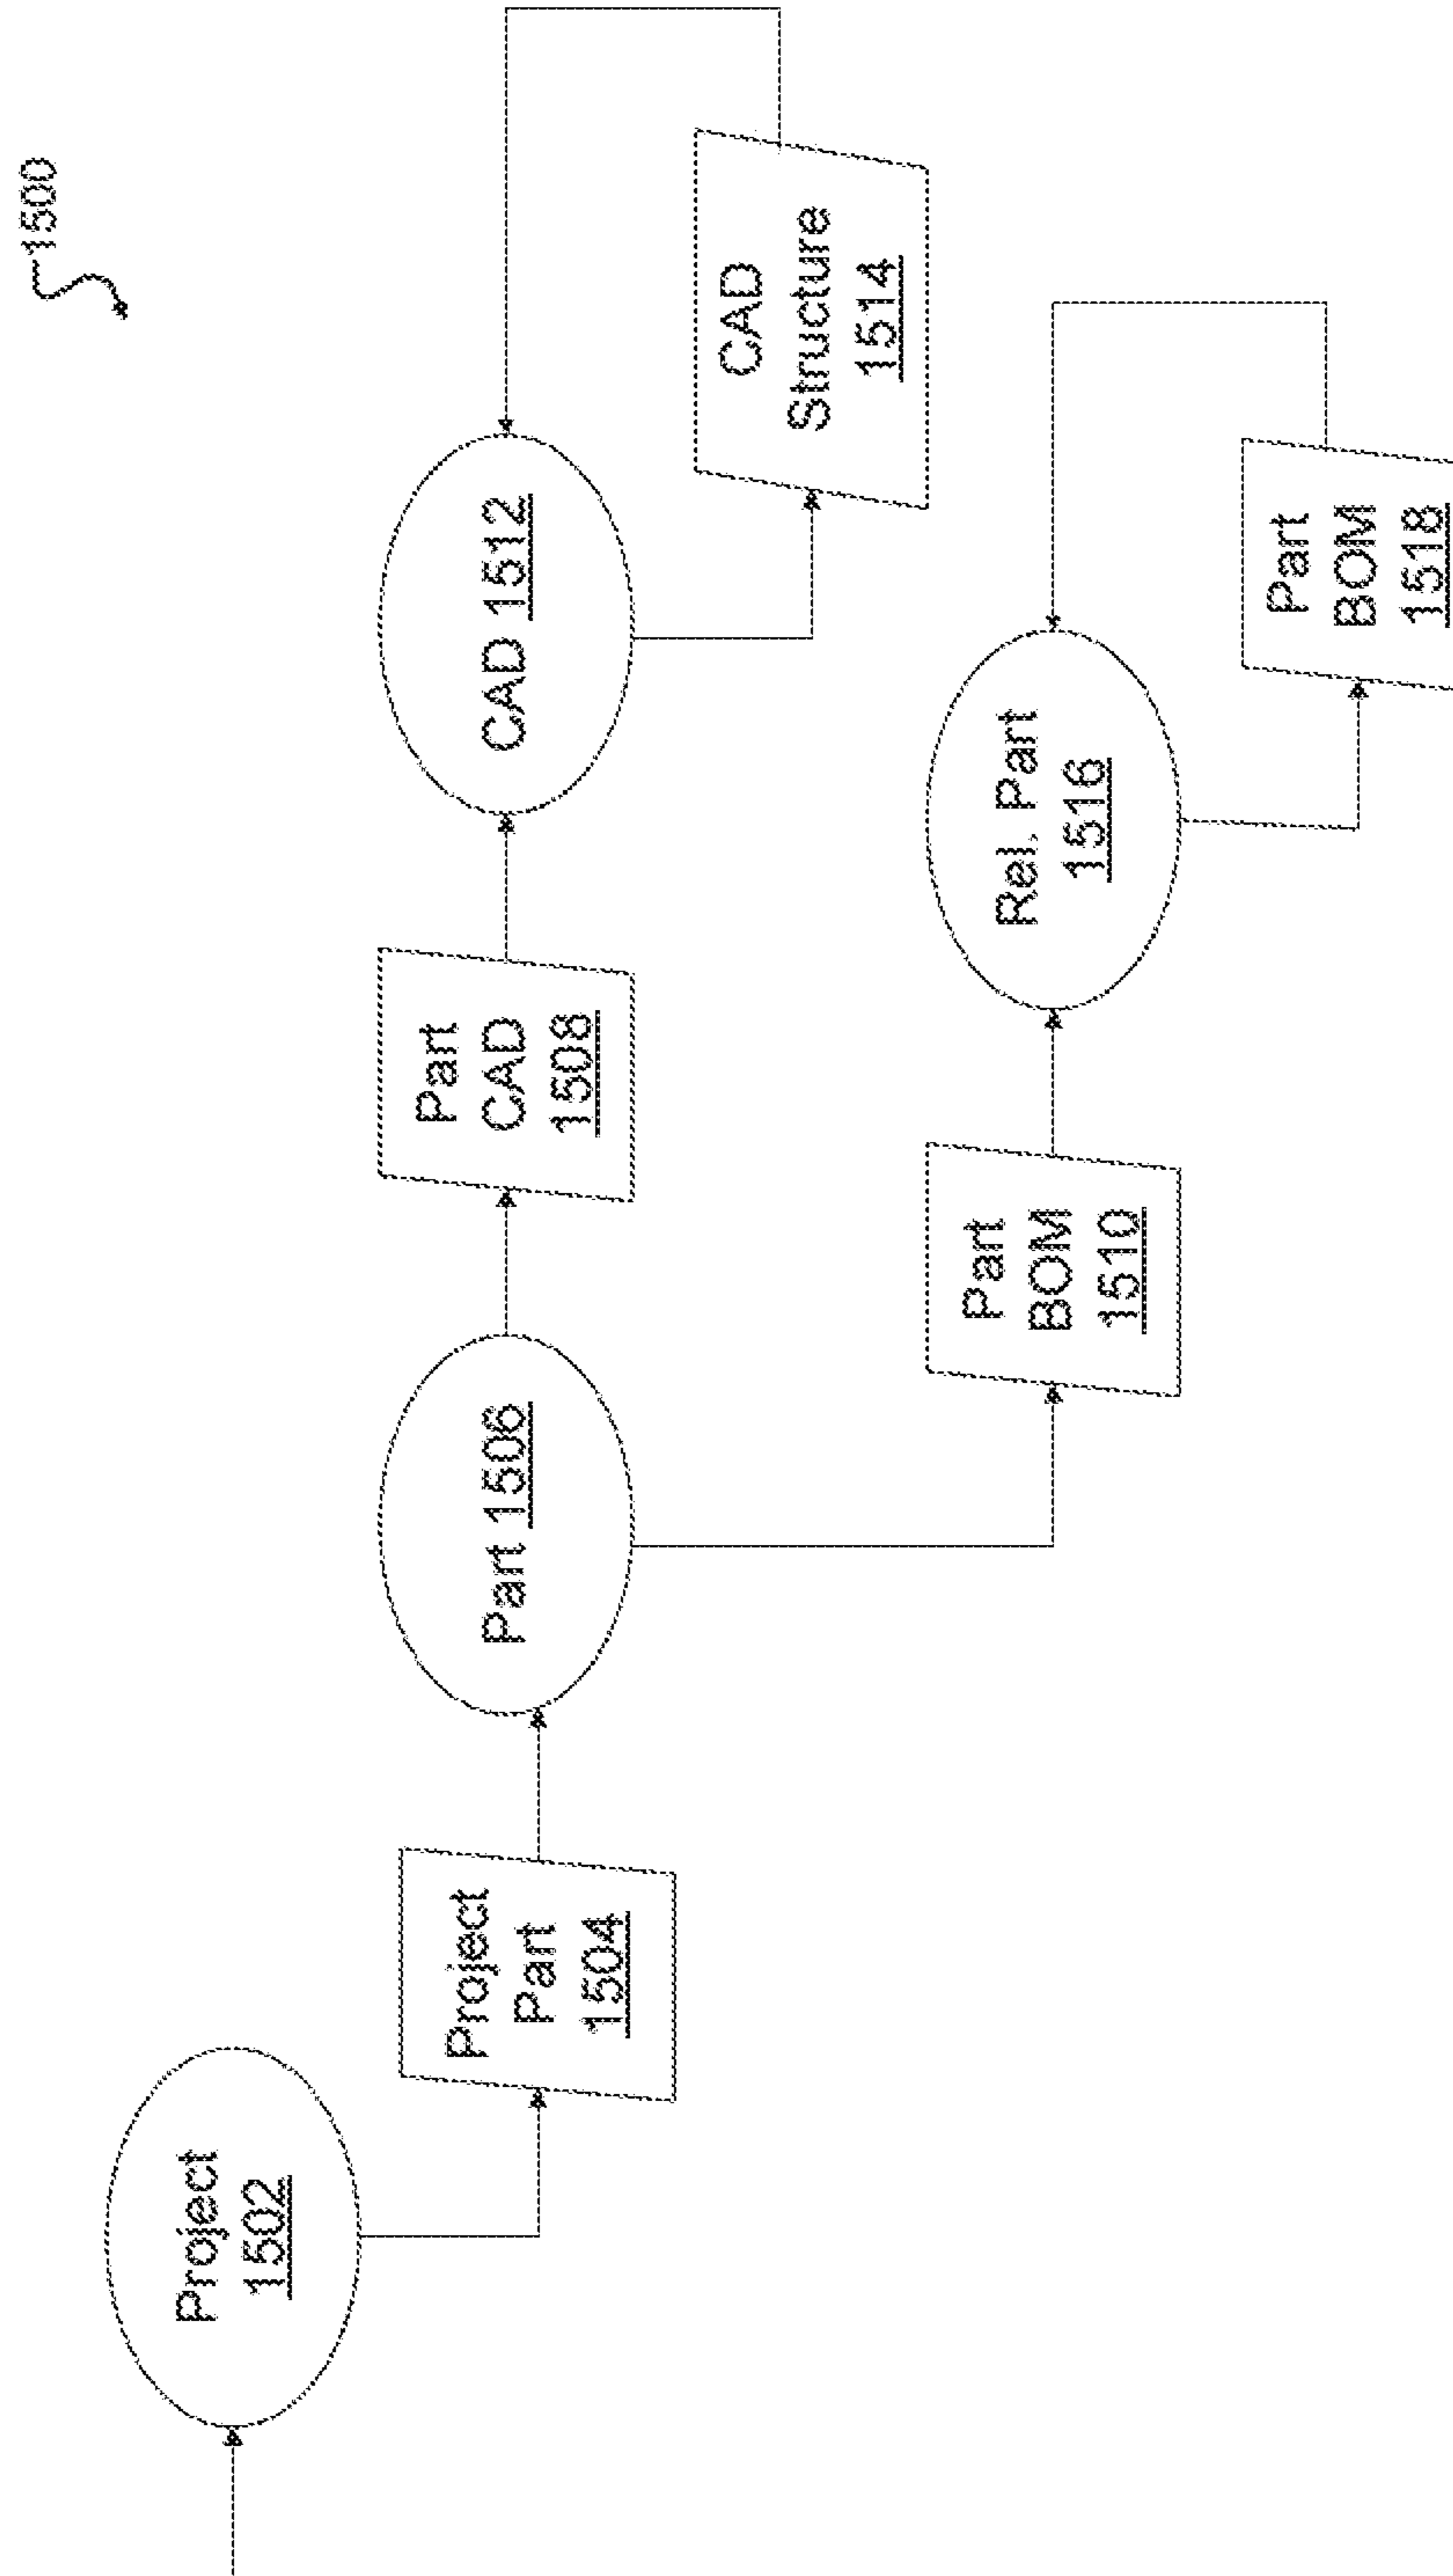 1500
Project
1502
Project
Part
1504
Part 1506
Part
CAD
1508
CAD 1512
CAD
Structure
1514
Part
BOM
1510
Rel. Part
1516
Part
BOM
1518